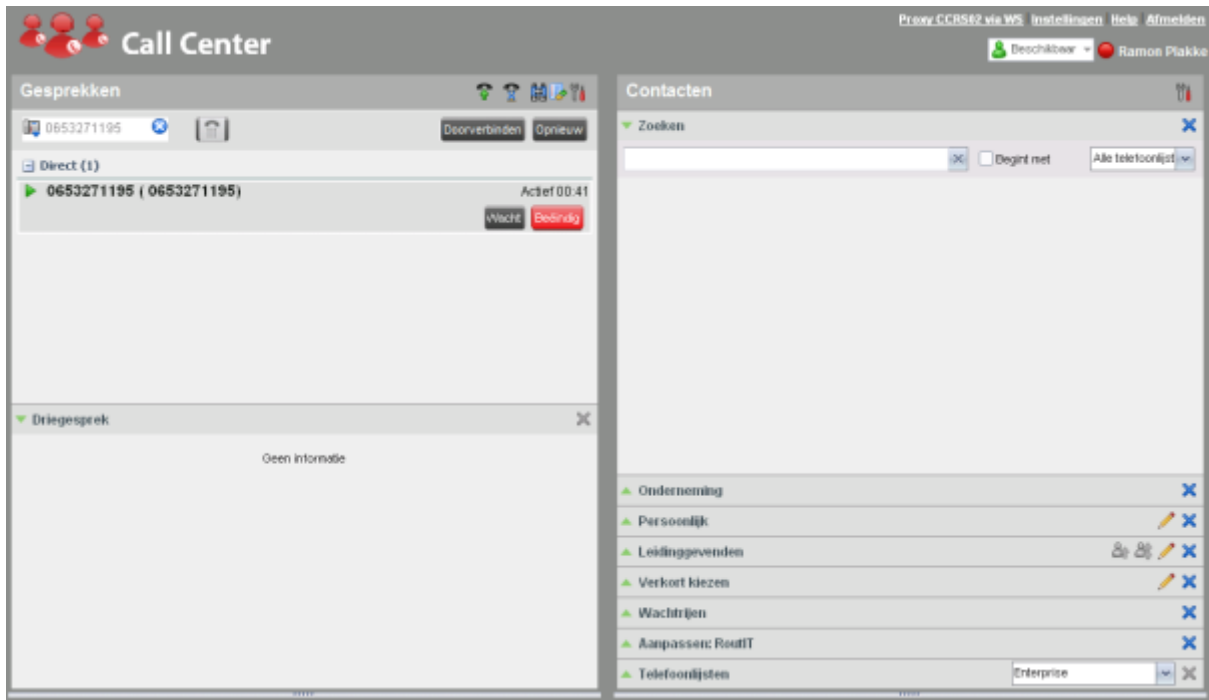 Call Center
Proxy CCRS02 via WS Instellingen Help Afmelden
Beschikbaar Ramon Plakke
Gesprekken
0653271195 Doorverbinden Opnieuw
Direct (1)
0653271195 ( 0653271195) Actief 00:41
Wacht Beëindig
Driegesprek
Geen informatie
Contacten
Zoeken
Begint met Alle telefoonlijst
Onderneming
Persoonlijk
Leidinggevenden
Verkort kiezen
Wachtrijen
Aanpassen: RoutIT
Telefoonlijsten Enterprise